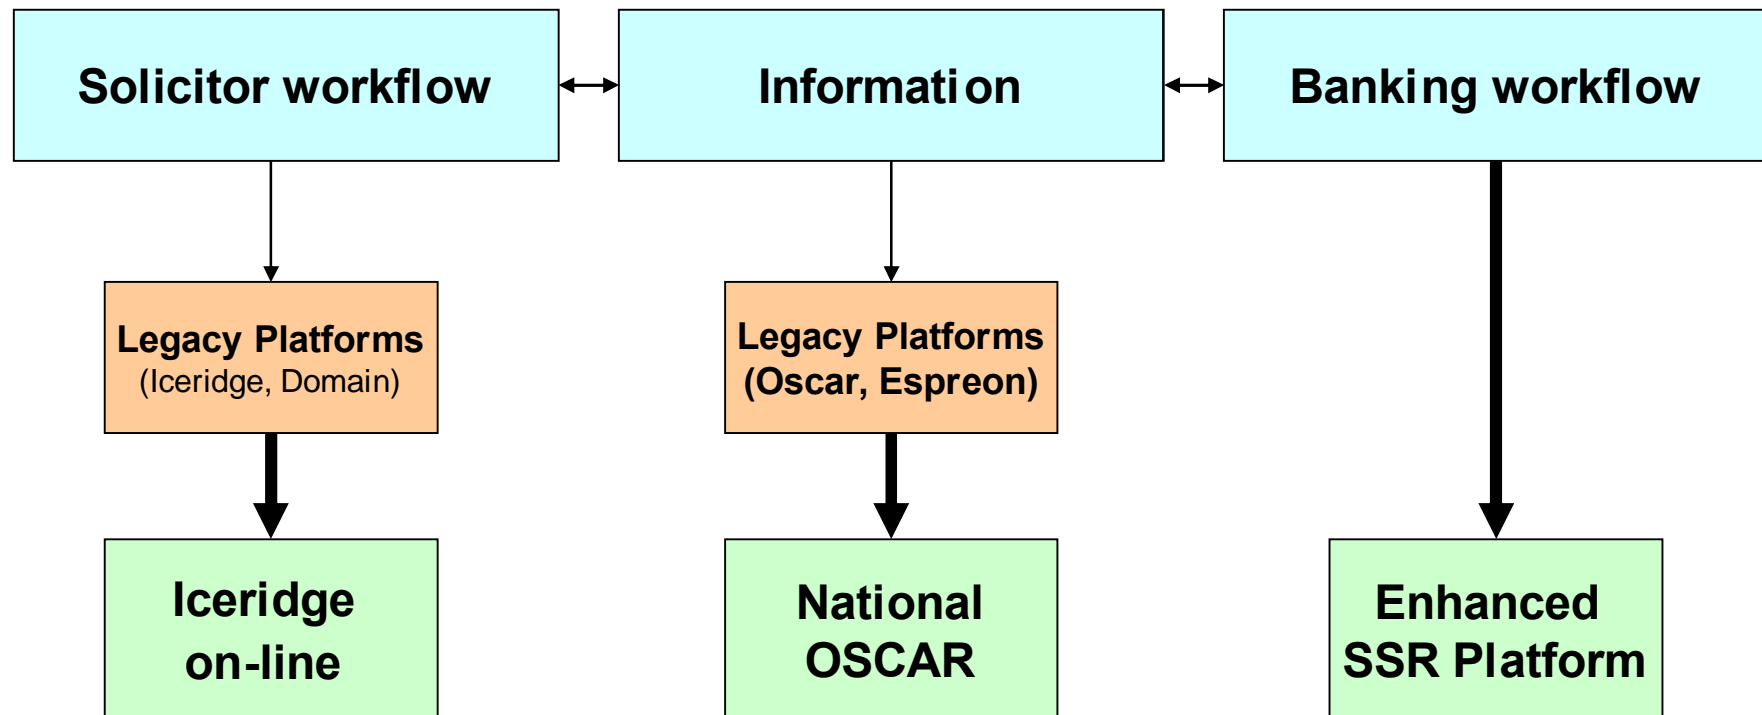 Solicitor workflow
Information
Banking workflow
Legacy Platforms
(Iceridge, Domain)
Legacy Platforms
(Oscar, Espreon)
Iceridge
on-line
National
OSCAR
Enhanced
SSR Platform